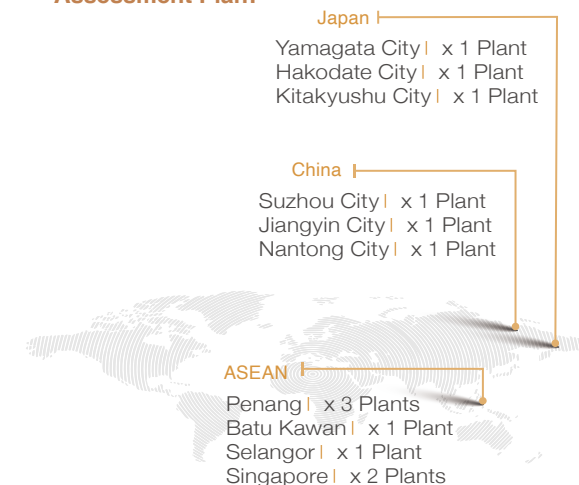 Assessment Plan:
Japan
Yamagata City| x 1 Plant
Hakodate City| x 1 Plant
Kitakyushu City| x 1 Plant
China
Suzhou City| x 1 Plant
Jiangyin City| x 1 Plant
Nantong City| x 1 Plant
ASEAN
Penang| x 3 Plants
Batu Kawan| x 1 Plant
Selangor| x 1 Plant
Singapore| x 2 Plants